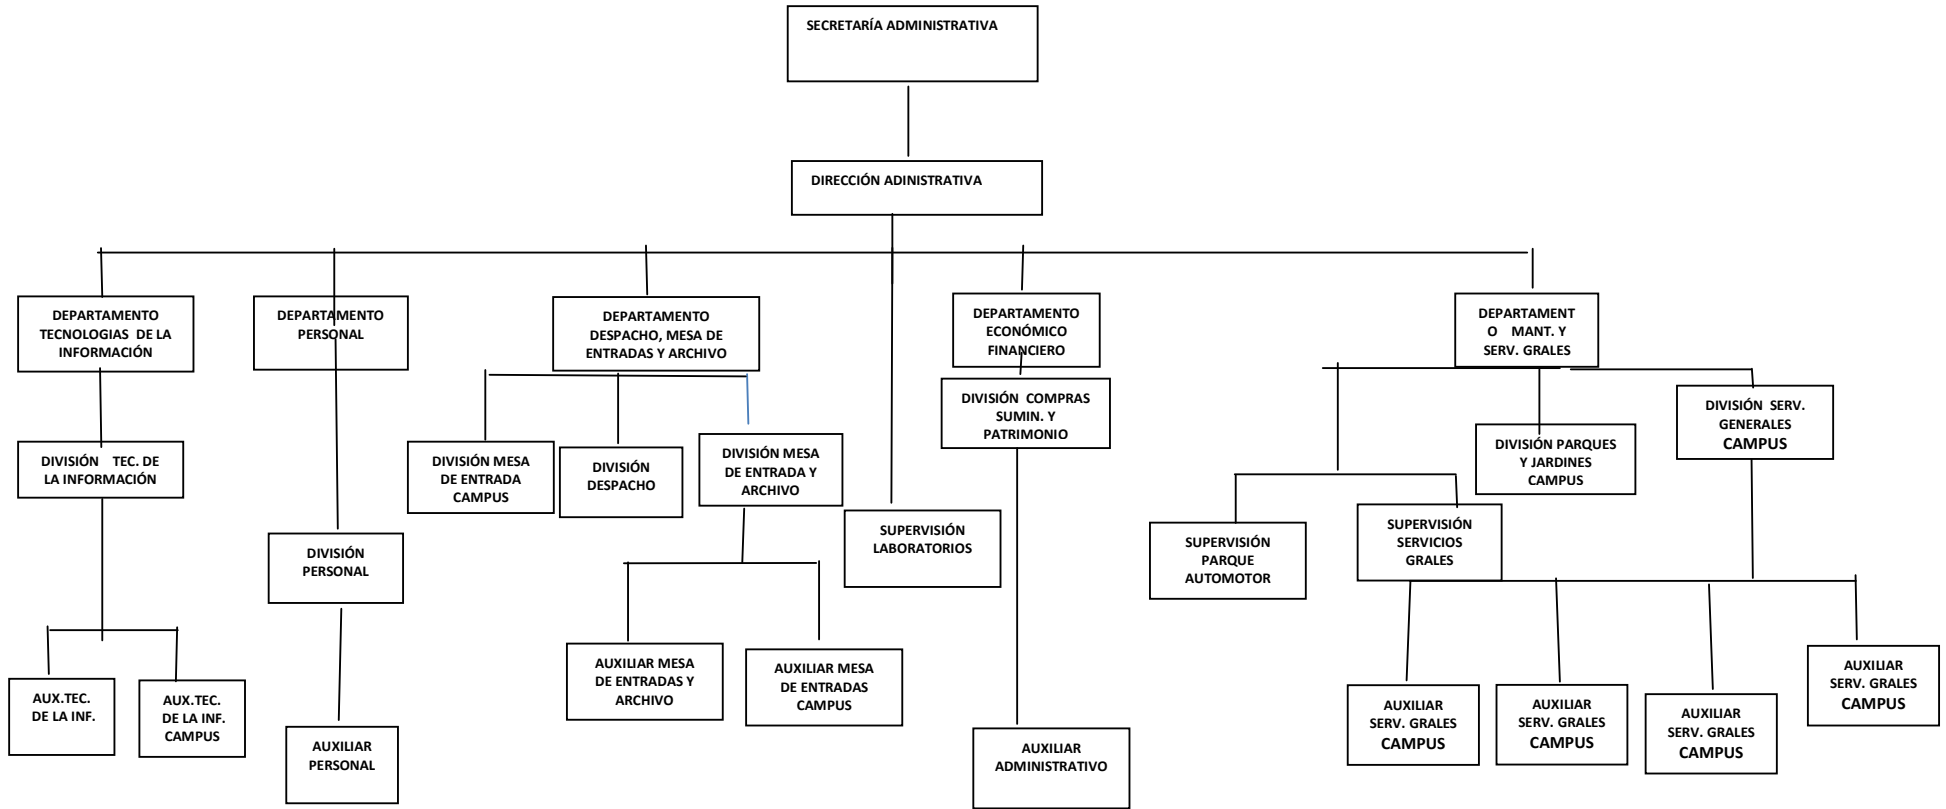 SECRETARÍA ADMINISTRATIVA
DIRECCIÓN ADINISTRATIVA
DEPARTAMENTO
TECNOLOGIAS DE LA
INFORMACIÓN
DEPARTAMENTO
PERSONAL
DEPARTAMENTO
DESPACHO, MESA DE
ENTRADAS Y ARCHIVO
DEPARTAMENTO
ECONÓMICO
FINANCIERO
DEPARTAMENT
O MANT. Y
SERV. GRALES
DIVISIÓN COMPRAS
SUMIN. Y
PATRIMONIO
DIVISIÓN SERV.
GENERALES
CAMPUS
DIVISIÓN TEC. DE
LA INFORMACIÓN
DIVISIÓN MESA
DE ENTRADA
CAMPUS
DIVISIÓN
DESPACHO
DIVISIÓN MESA
DE ENTRADA Y
ARCHIVO
DIVISIÓN PARQUES
Y JARDINES
CAMPUS
SUPERVISIÓN
LABORATORIOS
SUPERVISIÓN
PARQUE
AUTOMOTOR
SUPERVISIÓN
SERVICIOS
GRALES
DIVISIÓN
PERSONAL
AUX.TEC.
DE LA INF.
AUX.TEC.
DE LA INF.
CAMPUS
AUXILIAR
PERSONAL
AUXILIAR MESA
DE ENTRADAS Y
ARCHIVO
AUXILIAR MESA
DE ENTRADAS
CAMPUS
AUXILIAR
ADMINISTRATIVO
AUXILIAR
SERV. GRALES
CAMPUS
AUXILIAR
SERV. GRALES
CAMPUS
AUXILIAR
SERV. GRALES
CAMPUS
AUXILIAR
SERV. GRALES
CAMPUS